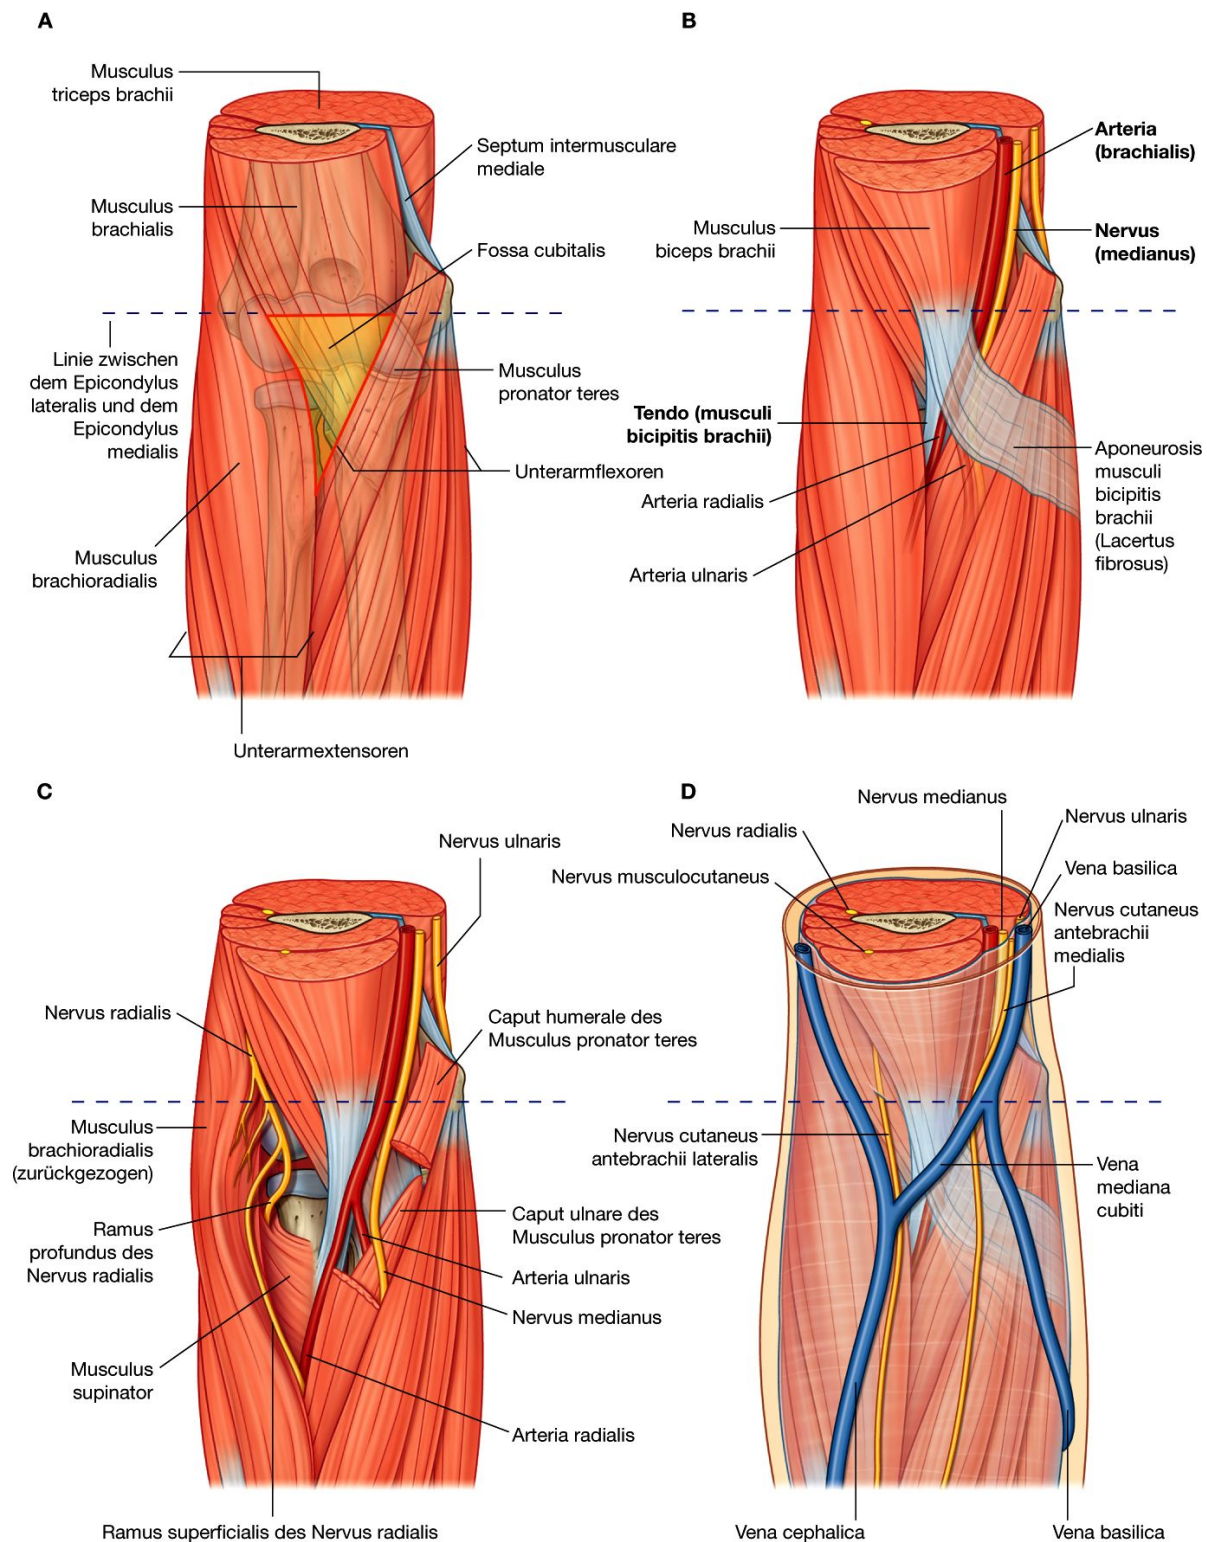 A
Musculus
triceps brachii
Septum intermusculare
mediale
Musculus
brachialis
Fossa cubitalis
Linie zwischen
dem Epicondylus
lateralis und dem
Epicondylus
medialis
Musculus
pronator teres
Unterarmflexoren
Musculus
brachioradialis
Unterarmextensoren
B
Arteria
(brachialis)
Musculus
biceps brachii
Nervus
(medianus)
Tendo (musculi
bicipitis brachii)
Aponeurosis
musculi
bicipitis
brachii
(Lacertus
fibrosus)
Arteria radialis
Arteria ulnaris
C
Nervus ulnaris
Nervus radialis
Caput humerale des
Musculus pronator teres
Musculus
brachioradialis
(zurückgezogen)
Ramus
profundus des
Nervus radialis
Caput ulnare des
Musculus pronator teres
Arteria ulnaris
Nervus medianus
Musculus
supinator
Arteria radialis
Ramus superficialis des Nervus radialis
D
Nervus medianus
Nervus radialis
Nervus ulnaris
Nervus musculocutaneus
Vena basilica
Nervus cutaneus
antebrachii
medialis
Nervus cutaneus
antebrachii lateralis
Vena
mediana
cubiti
Vena cephalica
Vena basilica